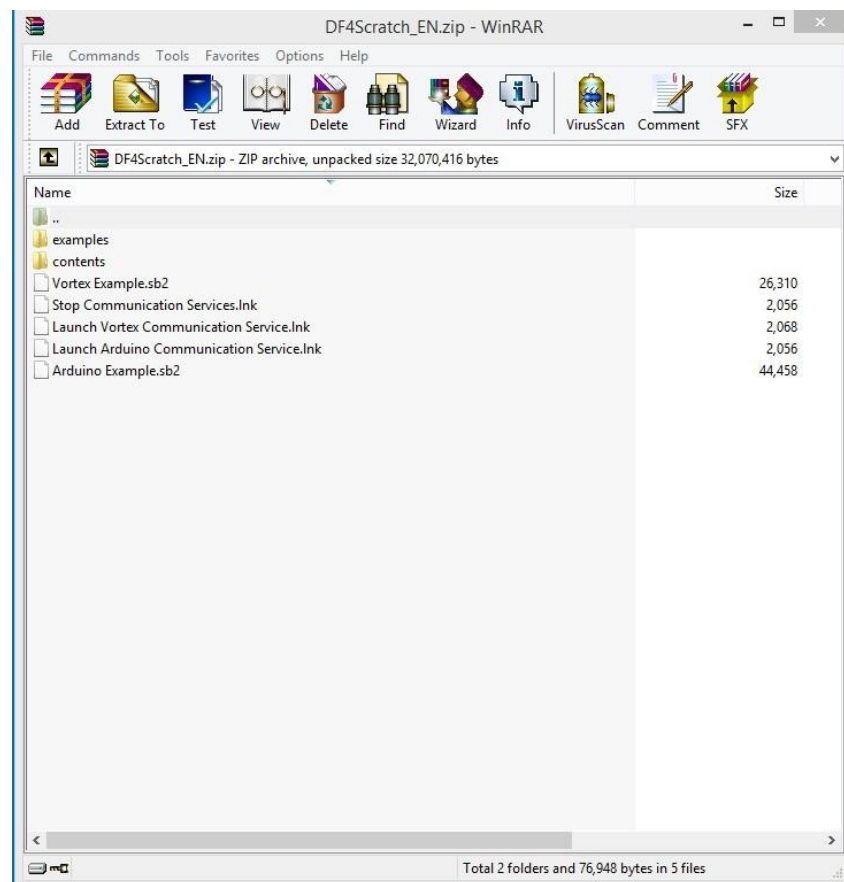 DF4Scratch_EN.zip - WinRAR
File Commands Tools Favorites Options Help
Add Extract To Test View Delete Find Wizard Info VirusScan Comment SFX
DF4Scratch_EN.zip - ZIP archive, unpacked size 32,070,416 bytes
Name Size
..
examples
contents
Vortex Example.sb2 26,310
Stop Communication Services.lnk 2,056
Launch Vortex Communication Service.lnk 2,068
Launch Arduino Communication Service.lnk 2,056
Arduino Example.sb2 44,458
Total 2 folders and 76,948 bytes in 5 files